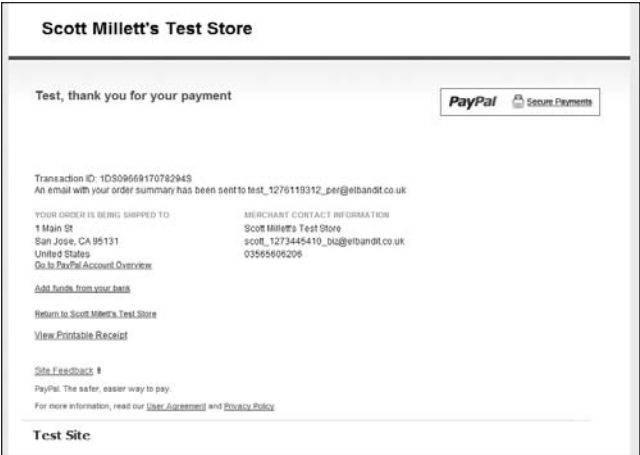 Scott Millett's Test Store
Test, thank you for your payment
PayPal Secure Payments
Transaction ID: 1DS0966917078294S
An email with your order summary has been sent to test_1276119312_per@elbandit.co.uk
YOUR ORDER IS BEING SHIPPED TO
1 Main St
San Jose, CA 95131
United States
Go to PayPal Account Overview
MERCHANT CONTACT INFORMATION
Scott Millett's Test Store
scott_1273445410_biz@elbandit.co.uk
03565606206
Add funds from your bank
Return to Scott Millett's Test Store
View Printable Receipt
Site Feedback
PayPal. The safer, easier way to pay.
For more information, read our User Agreement and Privacy Policy
Test Site